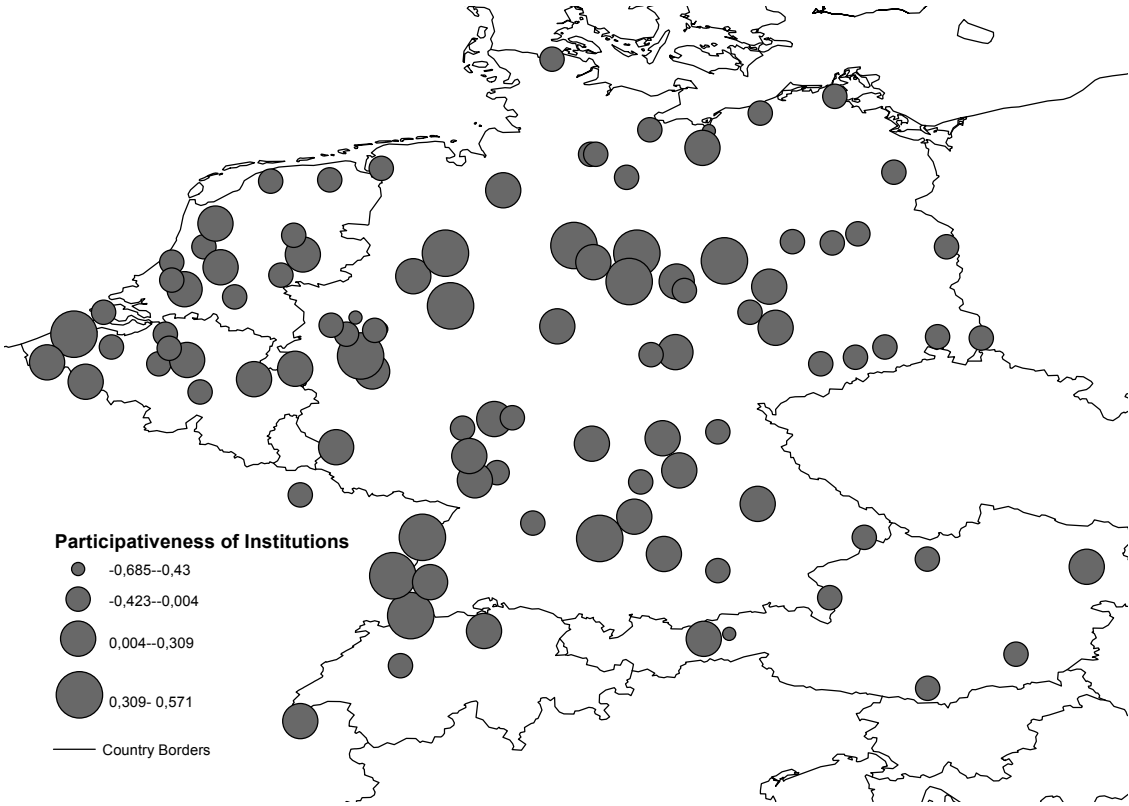 Participativeness of Institutions
-0,685--0,43
-0,423--0,004
0,004--0,309
0,309- 0,571
Country Borders